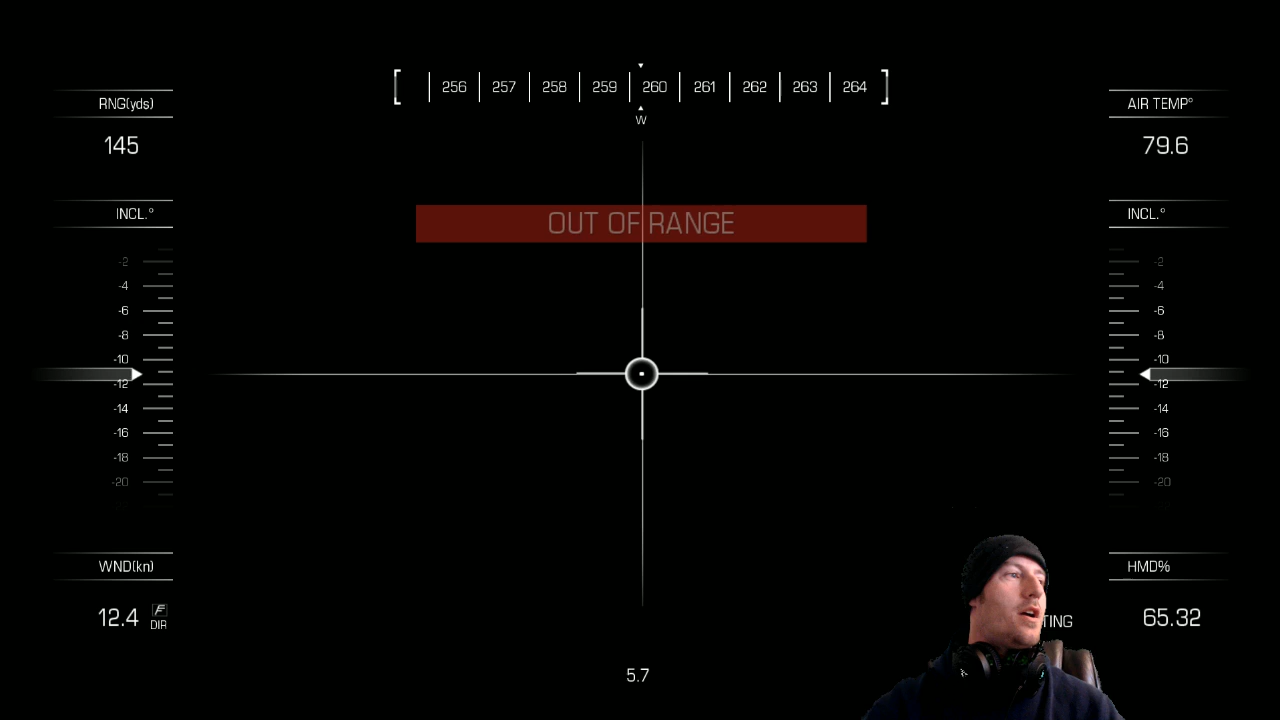 256 257 258 259 260 261 262 263 264
W
RNG(yds)
145
AIR TEMP°
79.6
OUT OF RANGE
INCL.°
-2
-4
-6
-8
-10
-12
-14
-16
-18
-20
INCL.°
-2
-4
-6
-8
-10
-12
-14
-16
-18
-20
WND(kn)
12.4
F
DIR
HMD%
65.32
TING
5.7